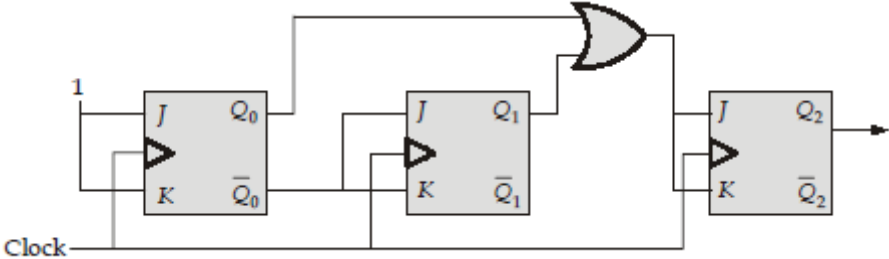 1
J Q₀
K Q̄₀
J Q₁
K Q̄₁
J Q₂
K Q̄₂
Clock